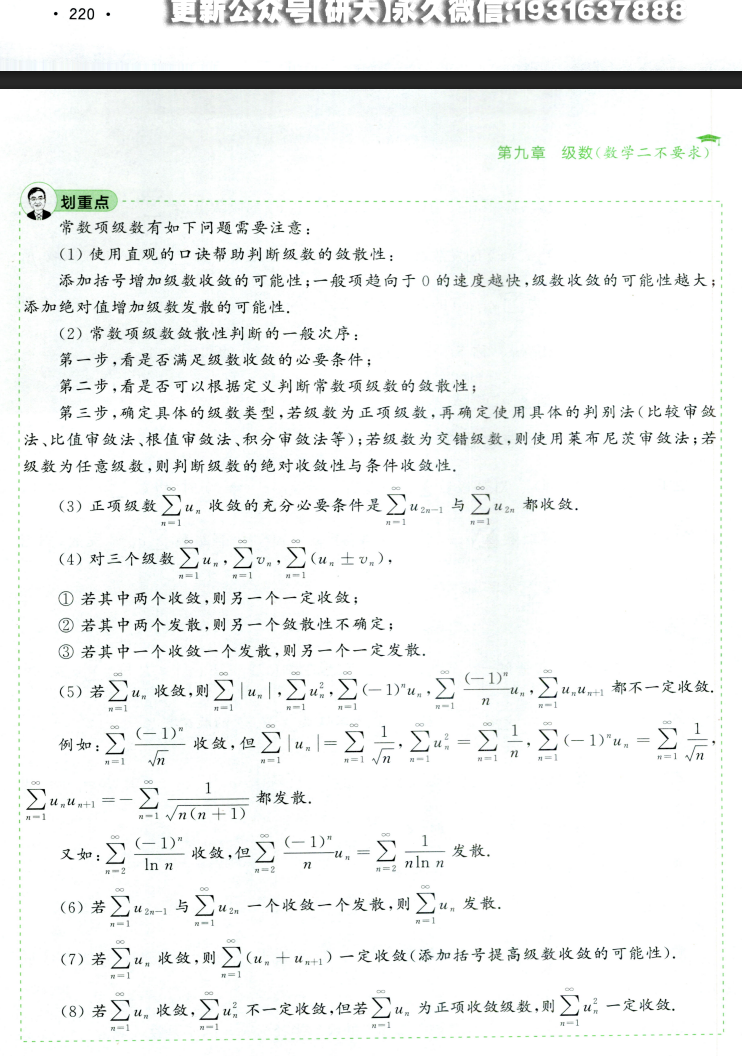 · 220 ·
更新公众号【研大】永久微信:1931637888
第九章 级数(数学二不要求)
划重点
常数项级数有如下问题需要注意:
(1) 使用直观的口诀帮助判断级数的敛散性:
添加括号增加级数收敛的可能性;一般项趋向于 0 的速度越快,级数收敛的可能性越大;
添加绝对值增加级数发散的可能性.
(2) 常数项级数敛散性判断的一般次序:
第一步,看是否满足级数收敛的必要条件;
第二步,看是否可以根据定义判断常数项级数的敛散性;
第三步,确定具体的级数类型,若级数为正项级数,再确定使用具体的判别法(比较审敛
法、比值审敛法、根值审敛法、积分审敛法等);若级数为交错级数,则使用莱布尼茨审敛法;若
级数为任意级数,则判断级数的绝对收敛性与条件收敛性.
(3) 正项级数 $\sum_{n=1}^{\infty} u_n$ 收敛的充分必要条件是 $\sum_{n=1}^{\infty} u_{2n-1}$ 与 $\sum_{n=1}^{\infty} u_{2n}$ 都收敛.
(4) 对三个级数 $\sum_{n=1}^{\infty} u_n, \sum_{n=1}^{\infty} v_n, \sum_{n=1}^{\infty} (u_n \pm v_n)$,
① 若其中两个收敛,则另一个一定收敛;
② 若其中两个发散,则另一个敛散性不确定;
③ 若其中一个收敛一个发散,则另一个一定发散.
(5) 若 $\sum_{n=1}^{\infty} u_n$ 收敛,则 $\sum_{n=1}^{\infty} |u_n|, \sum_{n=1}^{\infty} u_n^2, \sum_{n=1}^{\infty} (-1)^n u_n, \sum_{n=1}^{\infty} \frac{(-1)^n}{n} u_n, \sum_{n=1}^{\infty} u_n u_{n+1}$ 都不一定收敛.
例如: $\sum_{n=1}^{\infty} \frac{(-1)^n}{\sqrt{n}}$ 收敛,但 $\sum_{n=1}^{\infty} |u_n| = \sum_{n=1}^{\infty} \frac{1}{\sqrt{n}}, \sum_{n=1}^{\infty} u_n^2 = \sum_{n=1}^{\infty} \frac{1}{n}, \sum_{n=1}^{\infty} (-1)^n u_n = \sum_{n=1}^{\infty} \frac{1}{\sqrt{n}}$,
$\sum_{n=1}^{\infty} u_n u_{n+1} = -\sum_{n=1}^{\infty} \frac{1}{\sqrt{n(n+1)}}$ 都发散.
又如: $\sum_{n=2}^{\infty} \frac{(-1)^n}{\ln n}$ 收敛,但 $\sum_{n=2}^{\infty} \frac{(-1)^n}{n} u_n = \sum_{n=2}^{\infty} \frac{1}{n \ln n}$ 发散.
(6) 若 $\sum_{n=1}^{\infty} u_{2n-1}$ 与 $\sum_{n=1}^{\infty} u_{2n}$ 一个收敛一个发散,则 $\sum_{n=1}^{\infty} u_n$ 发散.
(7) 若 $\sum_{n=1}^{\infty} u_n$ 收敛,则 $\sum_{n=1}^{\infty} (u_n + u_{n+1})$ 一定收敛(添加括号提高级数收敛的可能性).
(8) 若 $\sum_{n=1}^{\infty} u_n$ 收敛, $\sum_{n=1}^{\infty} u_n^2$ 不一定收敛,但若 $\sum_{n=1}^{\infty} u_n$ 为正项收敛级数,则 $\sum_{n=1}^{\infty} u_n^2$ 一定收敛.